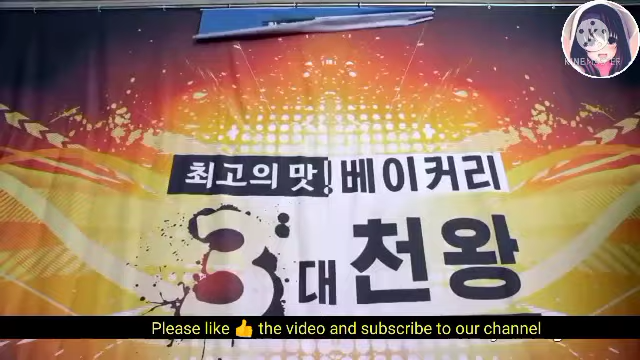 KINEMASTER
최고의 맛! 베이커리
3대 천왕
Please like 👍 the video and subscribe to our channel